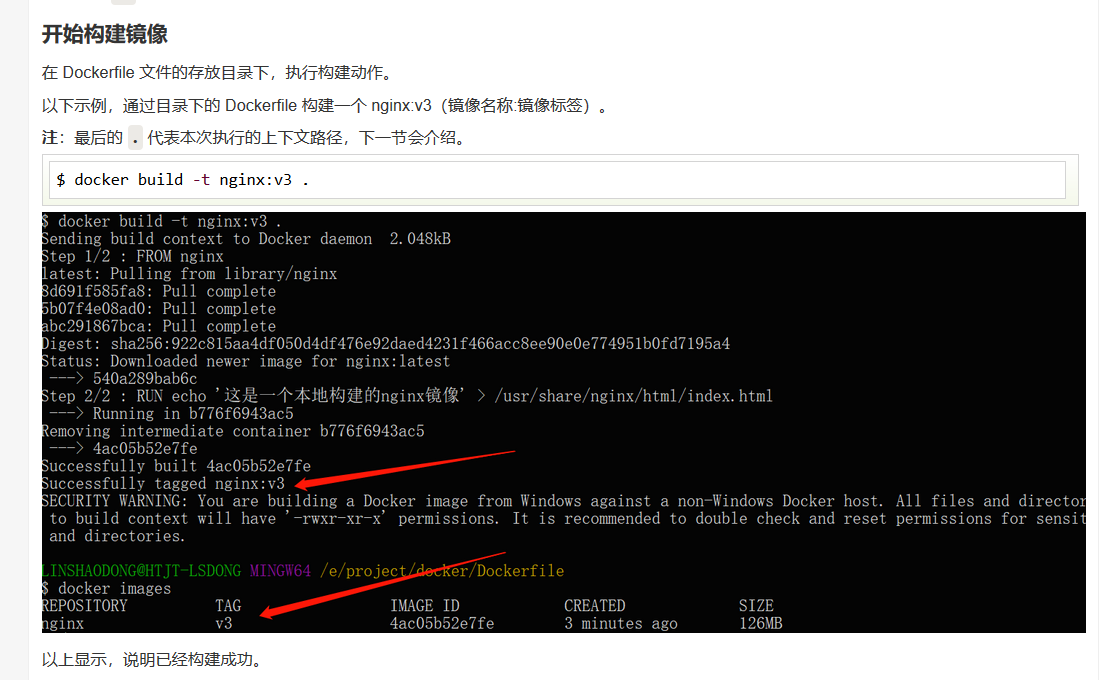 开始构建镜像
在 Dockerfile 文件的存放目录下，执行构建动作。
以下示例，通过目录下的 Dockerfile 构建一个 nginx:v3（镜像名称:镜像标签）。
注：最后的 . 代表本次执行的上下文路径，下一节会介绍。
$ docker build -t nginx:v3 .
$ docker build -t nginx:v3 .
Sending build context to Docker daemon  2.048kB
Step 1/2 : FROM nginx
latest: Pulling from library/nginx
8d691f585fa8: Pull complete
5b07f4e08ad0: Pull complete
abc291867bca: Pull complete
Digest: sha256:922c815aa4df050d4df476e92daed4231f466acc8ee90e0e774951b0fd7195a4
Status: Downloaded newer image for nginx:latest
 ---> 540a289bab6c
Step 2/2 : RUN echo '这是一个本地构建的nginx镜像' > /usr/share/nginx/html/index.html
 ---> Running in b776f6943ac5
Removing intermediate container b776f6943ac5
 ---> 4ac05b52e7fe
Successfully built 4ac05b52e7fe
Successfully tagged nginx:v3
SECURITY WARNING: You are building a Docker image from Windows against a non-Windows Docker host. All files and director
 to build context will have '-rwxr-xr-x' permissions. It is recommended to double check and reset permissions for sensit
 and directories.
LINSHAODONG@HTJT-LSDONG MINGW64 /e/project/docker/Dockerfile
$ docker images
REPOSITORY          TAG                 IMAGE ID            CREATED             SIZE
nginx               v3                  4ac05b52e7fe        3 minutes ago       126MB
以上显示，说明已经构建成功。